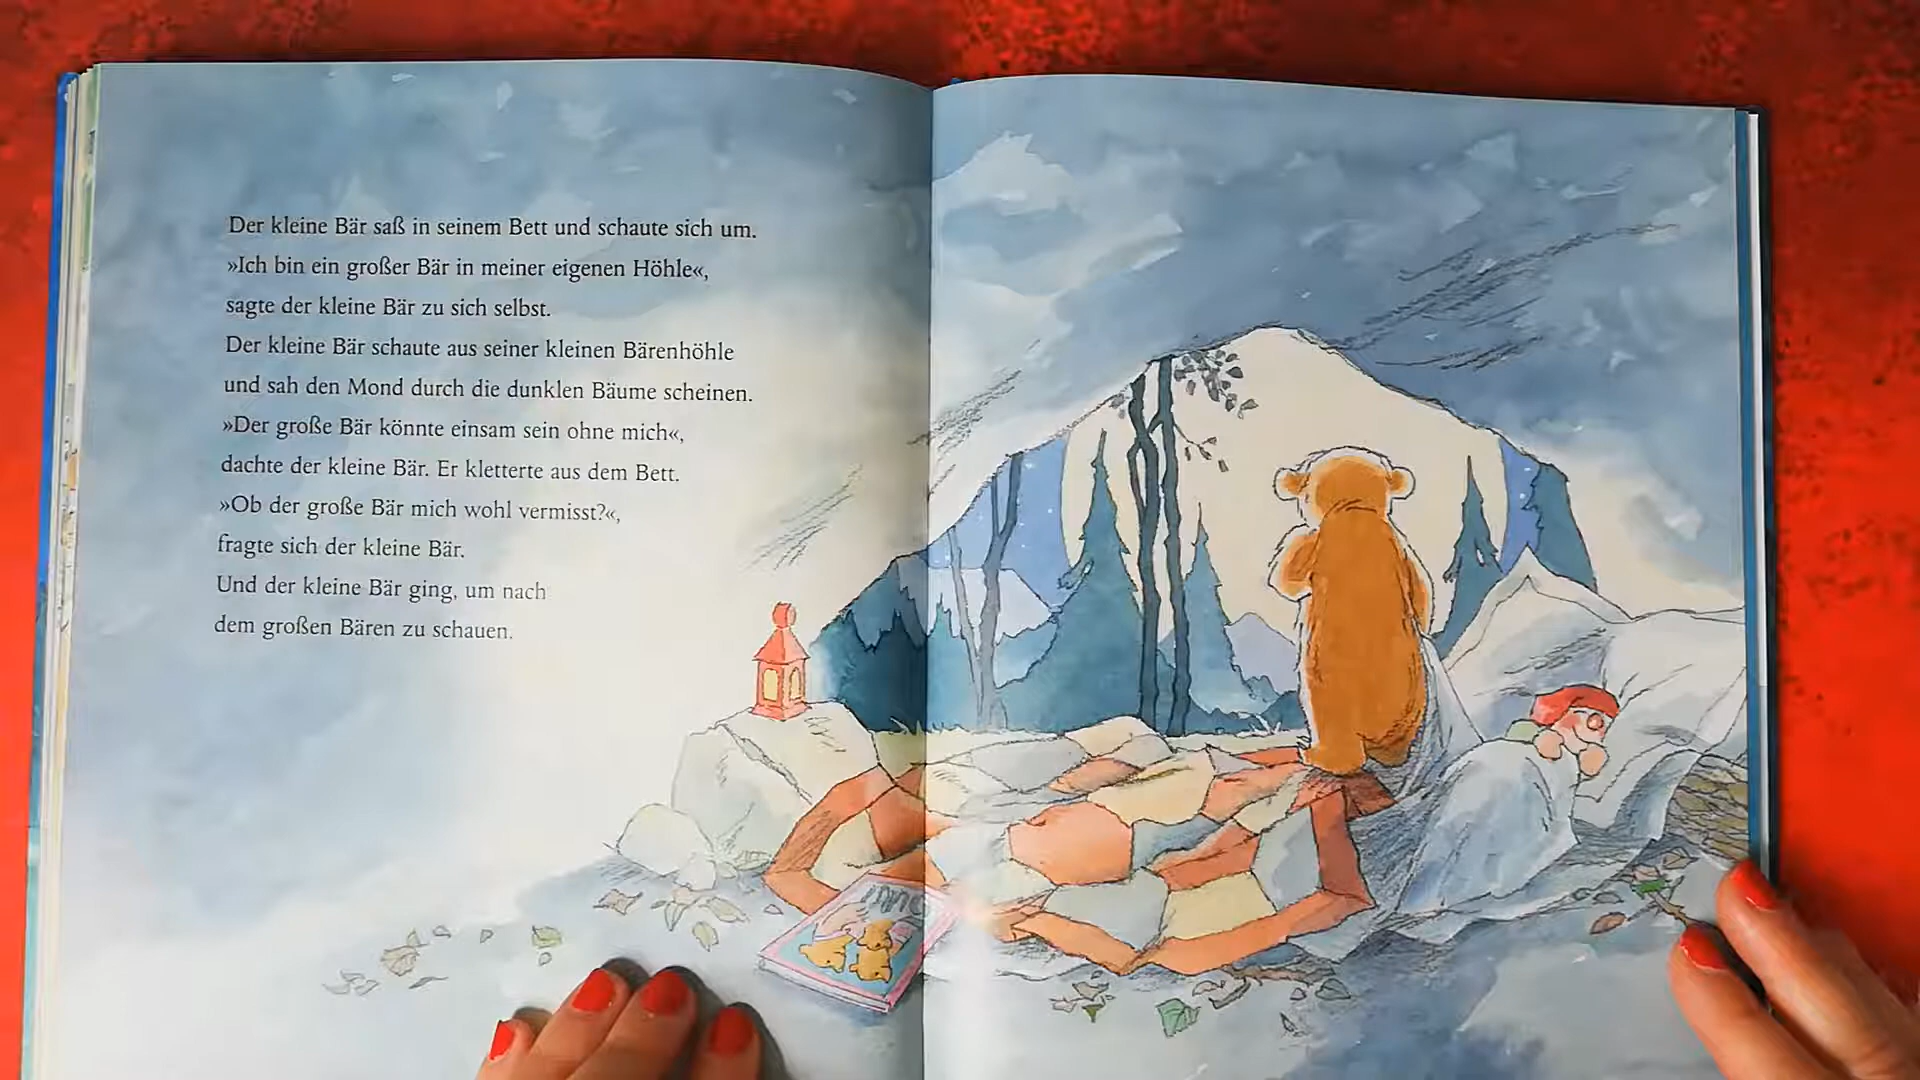 Der kleine Bär saß in seinem Bett und schaute sich um.
»Ich bin ein großer Bär in meiner eigenen Höhle«,
sagte der kleine Bär zu sich selbst.
Der kleine Bär schaute aus seiner kleinen Bärenhöhle
und sah den Mond durch die dunklen Bäume scheinen.
»Der große Bär könnte einsam sein ohne mich«,
dachte der kleine Bär. Er kletterte aus dem Bett.
»Ob der große Bär mich wohl vermisst?«,
fragte sich der kleine Bär.
Und der kleine Bär ging, um nach
dem großen Bären zu schauen.